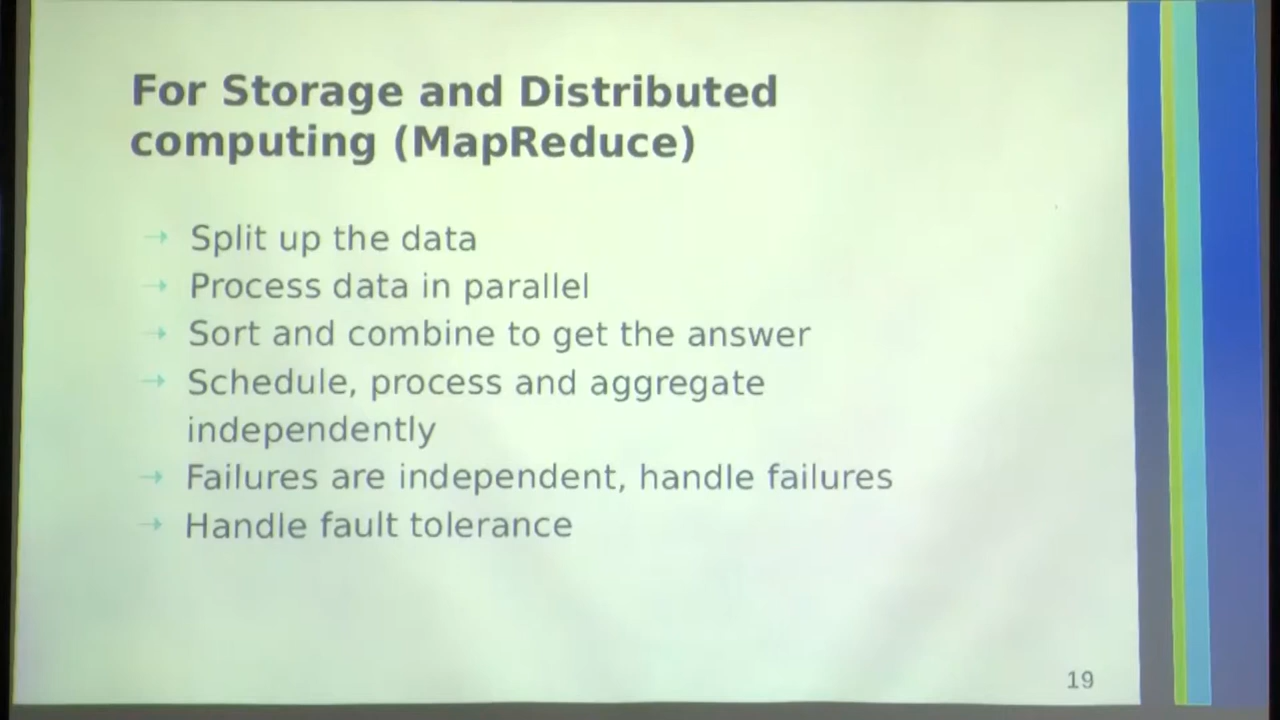 For Storage and Distributed
computing (MapReduce)
→ Split up the data
→ Process data in parallel
→ Sort and combine to get the answer
→ Schedule, process and aggregate
independently
→ Failures are independent, handle failures
→ Handle fault tolerance
19